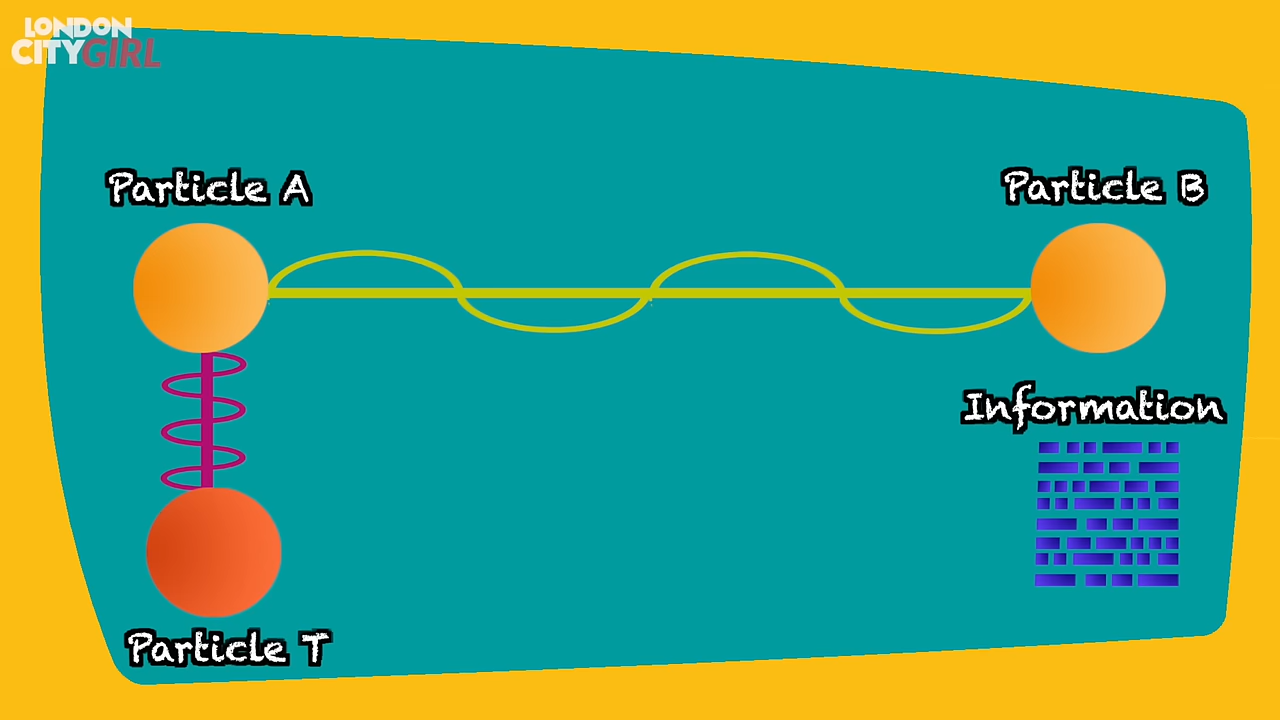 LONDON
CITYGIRL
Particle A
Particle B
Information
Particle T